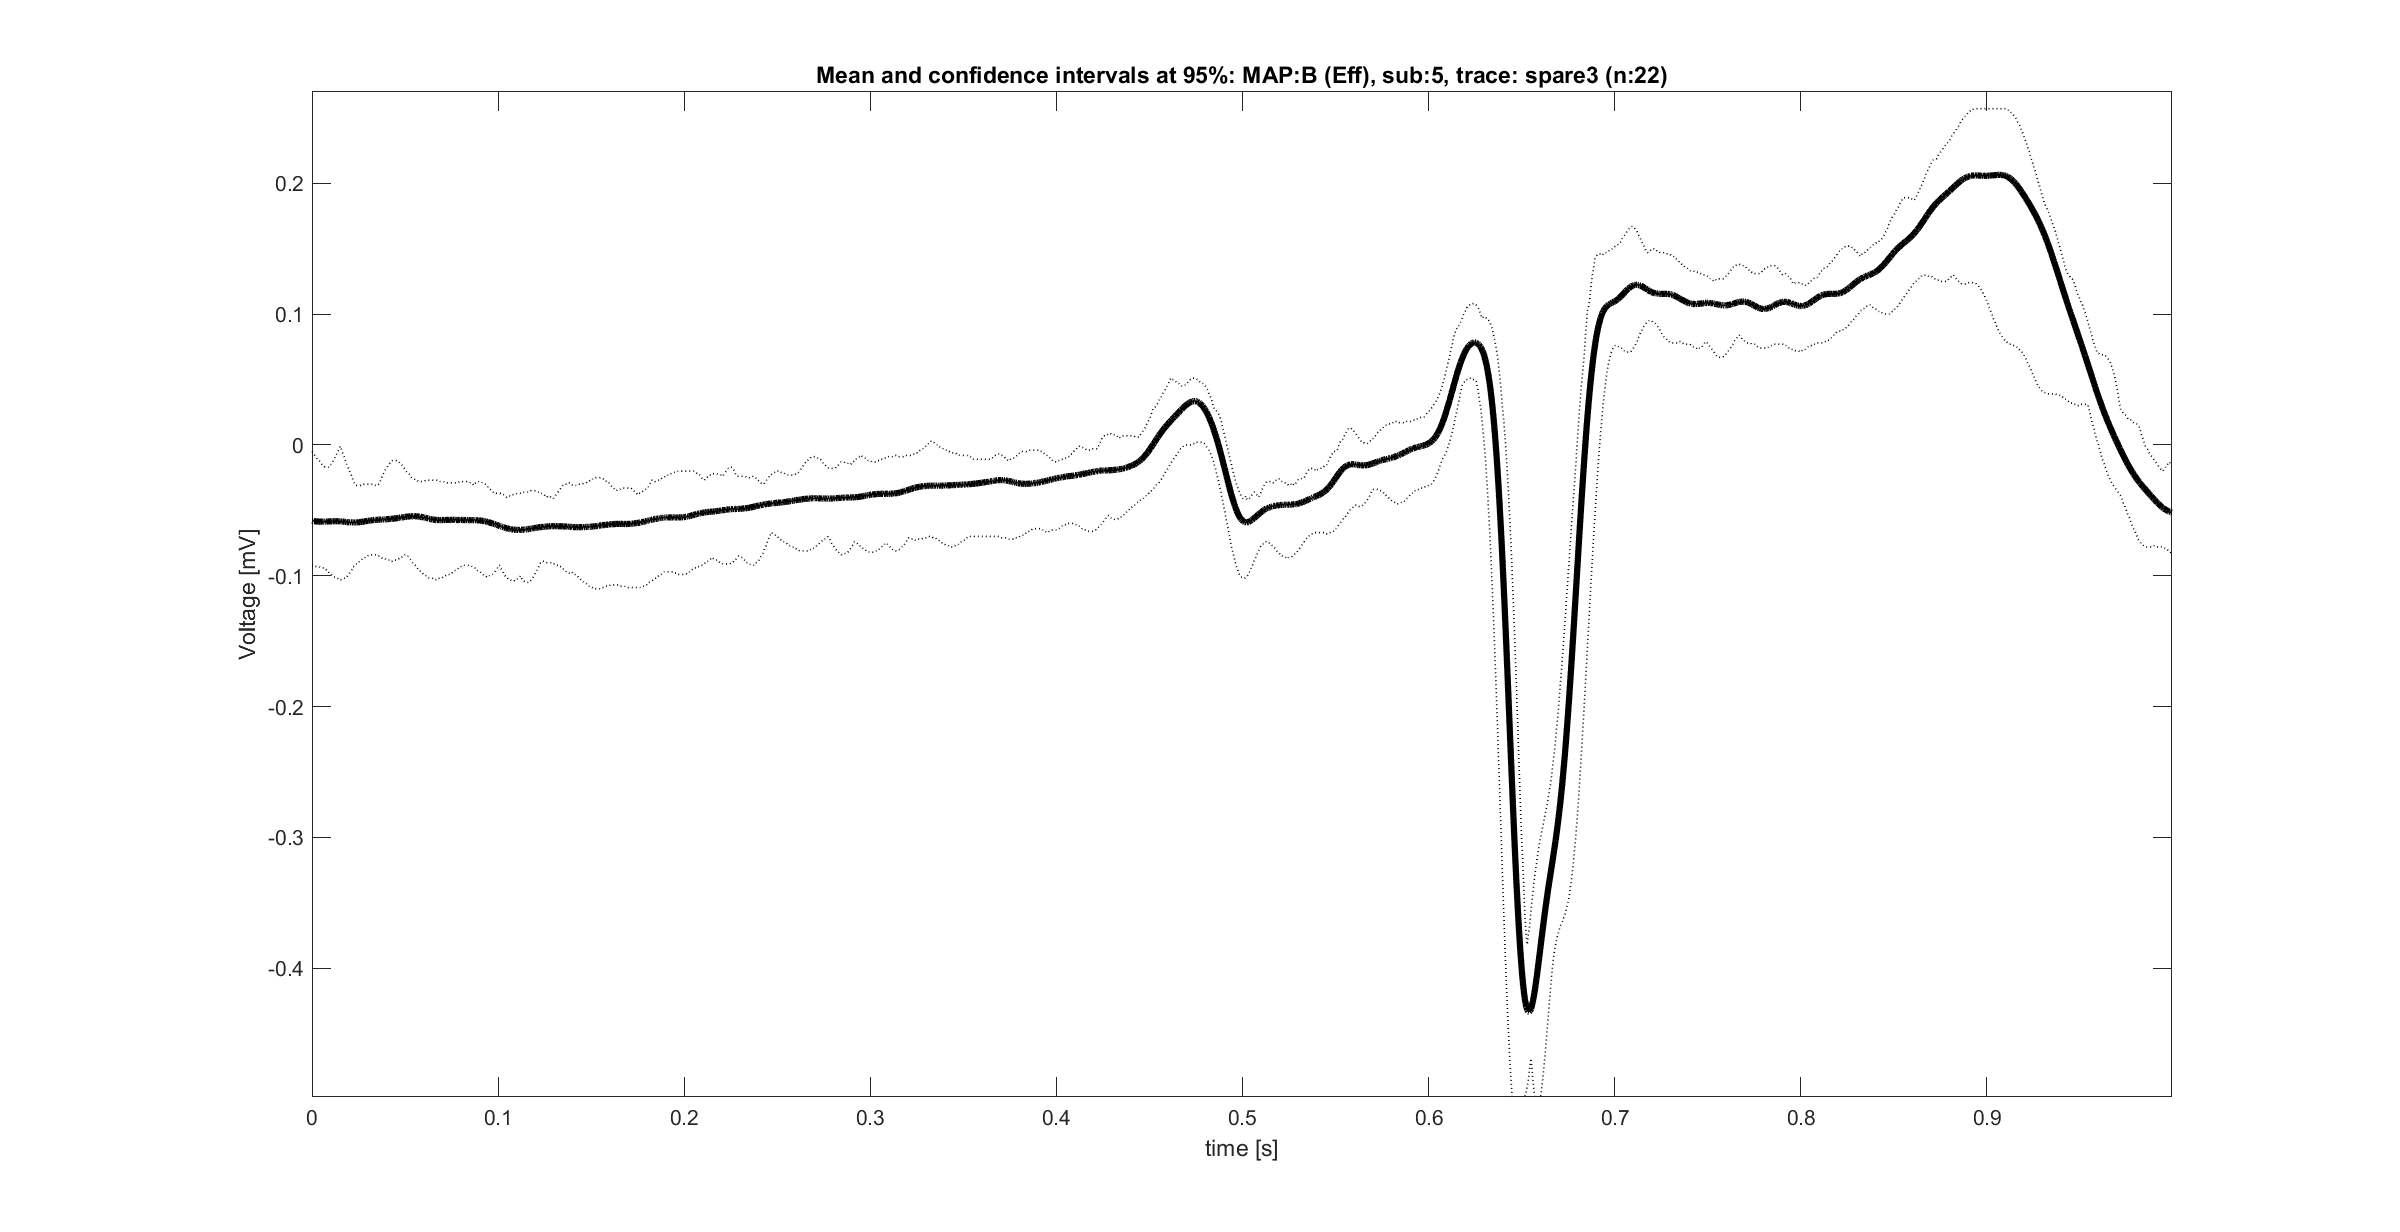 Mean and confidence intervals at 95%: MAP:B (Eff), sub:5, trace: spare3 (n:22)
0.2
0.1
0
-0.1
-0.2
-0.3
-0.4
Voltage [mV]
0 0.1 0.2 0.3 0.4 0.5 0.6 0.7 0.8 0.9
time [s]